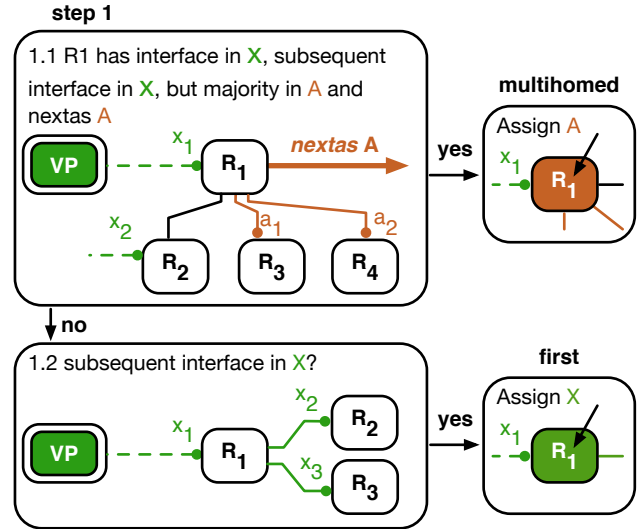 step 1
1.1 R1 has interface in X, subsequent
interface in X, but majority in A and
nextas A
VP
x1
R1
nextas A
x2
a1
a2
R2
R3
R4
yes
multihomed
Assign A
x1
R1
no
1.2 subsequent interface in X?
VP
x1
R1
x2
R2
x3
R3
yes
first
Assign X
x1
R1